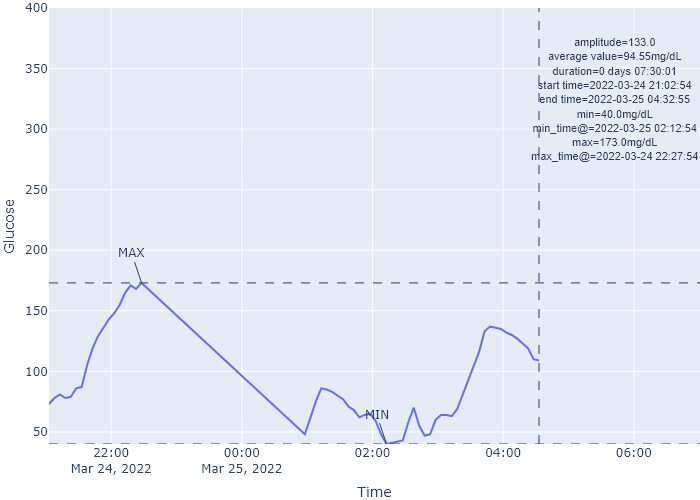 400
350
300
250
200
150
100
50
Glucose
amplitude=133.0
average value=94.55mg/dL
duration=0 days 07:30:01
start time=2022-03-24 21:02:54
end time=2022-03-25 04:32:55
min=40.0mg/dL
min_time@=2022-03-25 02:12:54
max=173.0mg/dL
max_time@=2022-03-24 22:27:54
MAX
MIN
22:00 00:00 02:00 04:00 06:00
Mar 24, 2022 Mar 25, 2022
Time